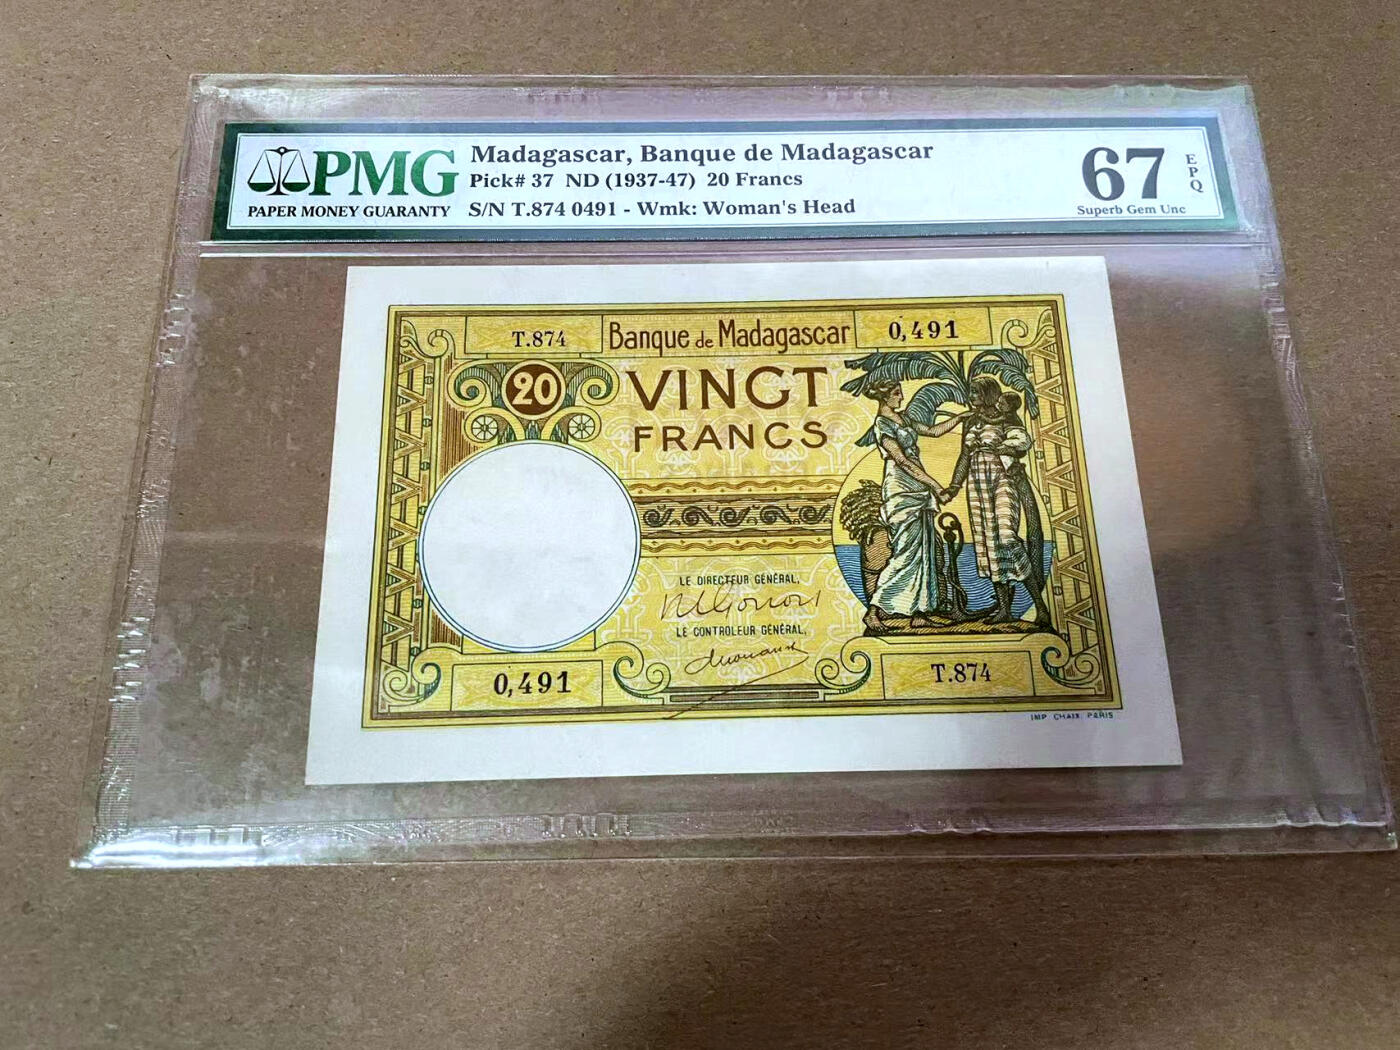 PMG
PAPER MONEY GUARANTY
Madagascar, Banque de Madagascar
Pick# 37 ND (1937-47) 20 Francs
S/N T.874 0491 - Wmk: Woman's Head
67 EPQ
Superb Gem Unc
T.874
Banque de Madagascar
0,491
20
VINGT
FRANCS
LE DIRECTEUR GÉNÉRAL,
LE CONTROLEUR GÉNÉRAL,
0,491
T.874
IMP CHAIX PARIS